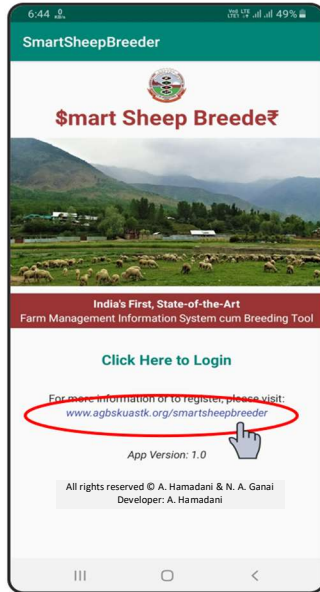 6:44
49%
SmartSheepBreeder
$mart Sheep Breede₹
India's First, State-of-the-Art
Farm Management Information System cum Breeding Tool
Click Here to Login
For more information or to register, please visit:
www.agbskuastk.org/smartsheepbreeder
App Version: 1.0
All rights reserved © A. Hamadani & N. A. Ganai
Developer: A. Hamadani